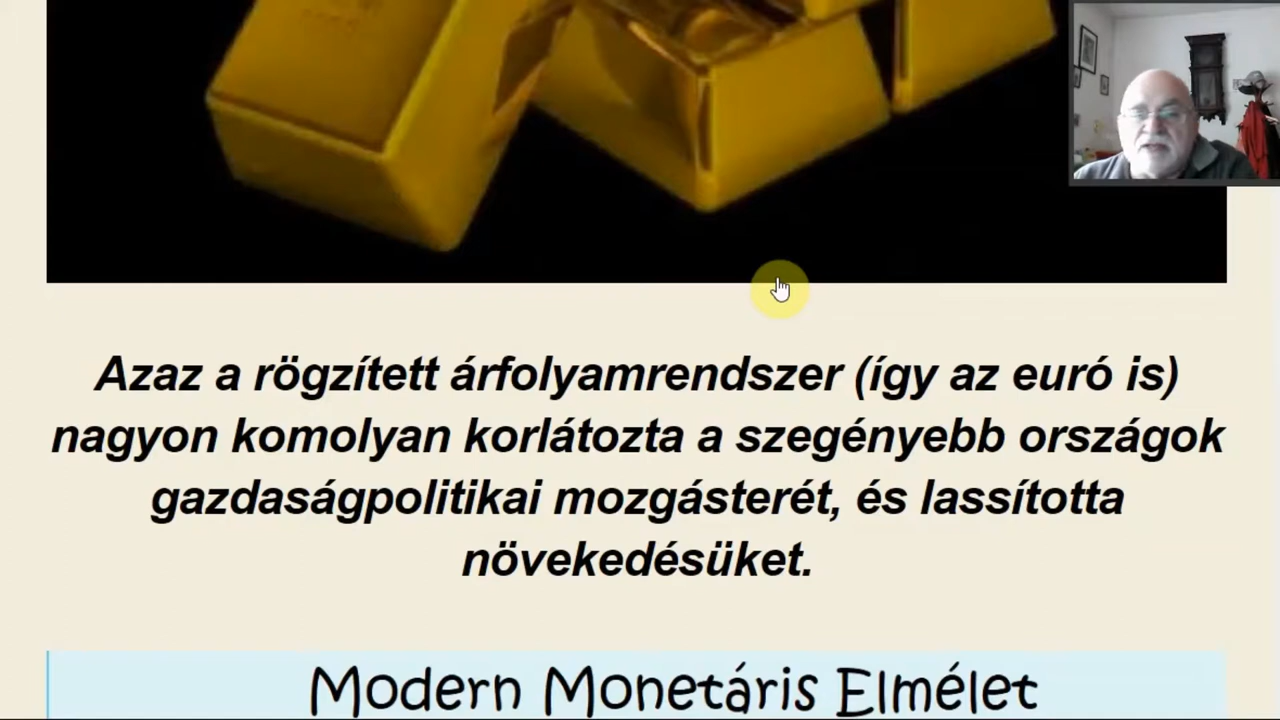 Azaz a rögzített árfolyamrendszer (így az euró is)
nagyon komolyan korlátozta a szegényebb országok
gazdaságpolitikai mozgásterét, és lassította
növekedésüket.
Modern Monetáris Elmélet